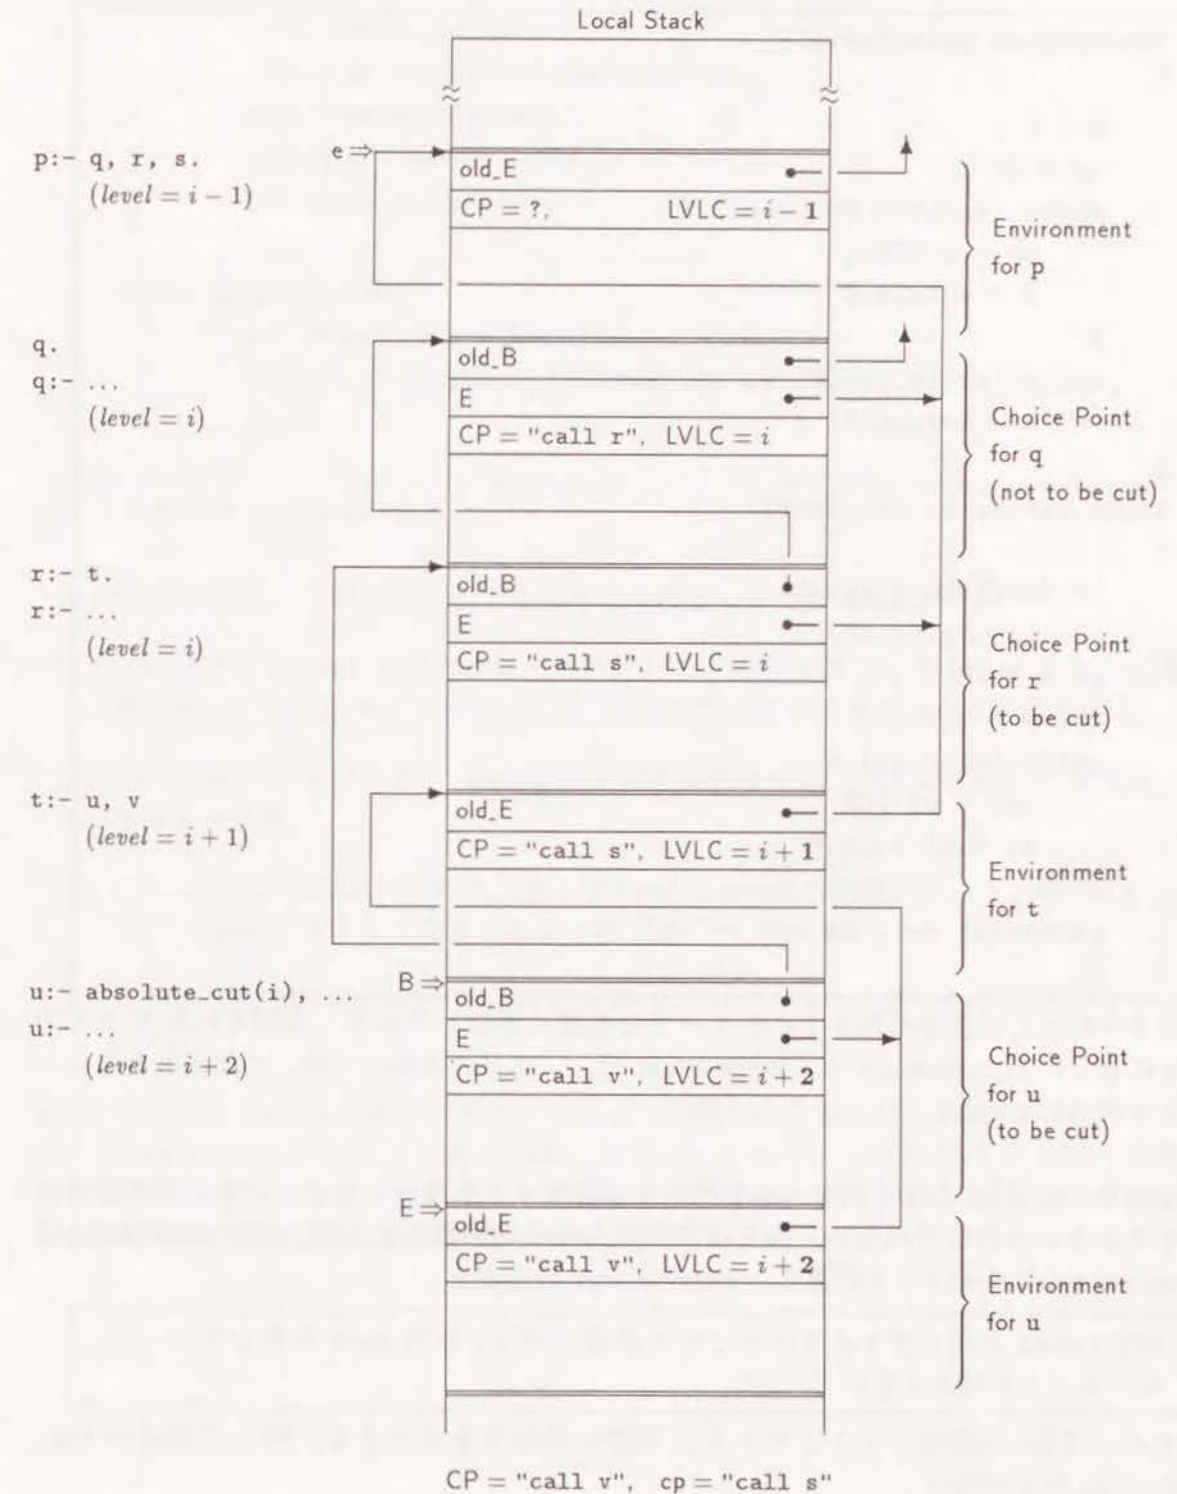 Local Stack
p:- q, r, s.
(level = i − 1)
e ⇒
old_E
CP = ?, LVLC = i − 1
Environment
for p
q.
q:- ...
(level = i)
old_B
E
CP = "call r", LVLC = i
Choice Point
for q
(not to be cut)
r:- t.
r:- ...
(level = i)
old_B
E
CP = "call s", LVLC = i
Choice Point
for r
(to be cut)
t:- u, v
(level = i + 1)
old_E
CP = "call s", LVLC = i + 1
Environment
for t
u:- absolute_cut(i), ...
u:- ...
(level = i + 2)
B ⇒
old_B
E
CP = "call v", LVLC = i + 2
Choice Point
for u
(to be cut)
E ⇒
old_E
CP = "call v", LVLC = i + 2
Environment
for u
CP = "call v", cp = "call s"